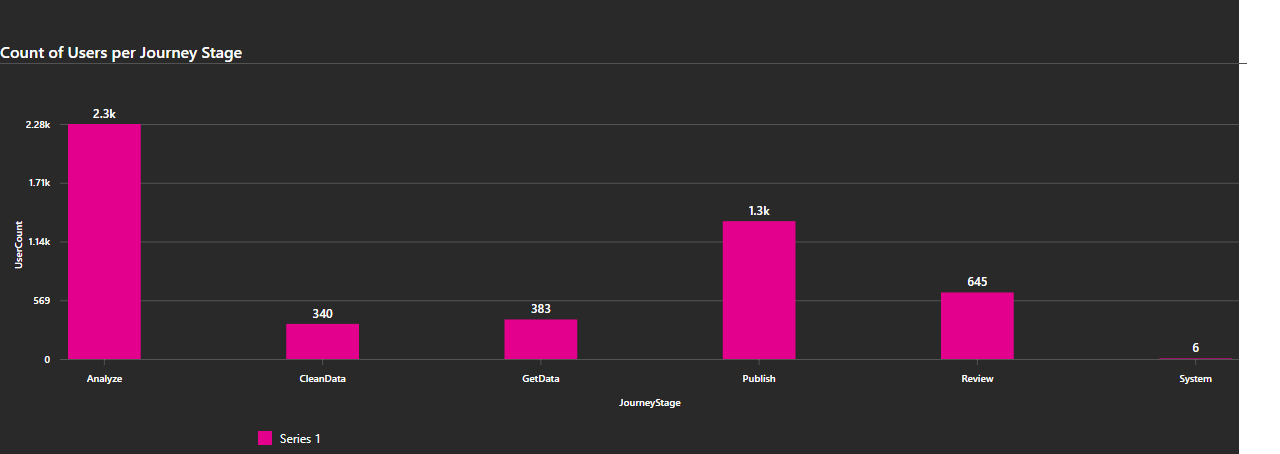 Count of Users per Journey Stage
2.3k
2.28k
1.71k
1.3k
UserCount
1.14k
645
569
383
340
6
0
Analyze CleanData GetData Publish Review System
JourneyStage
Series 1